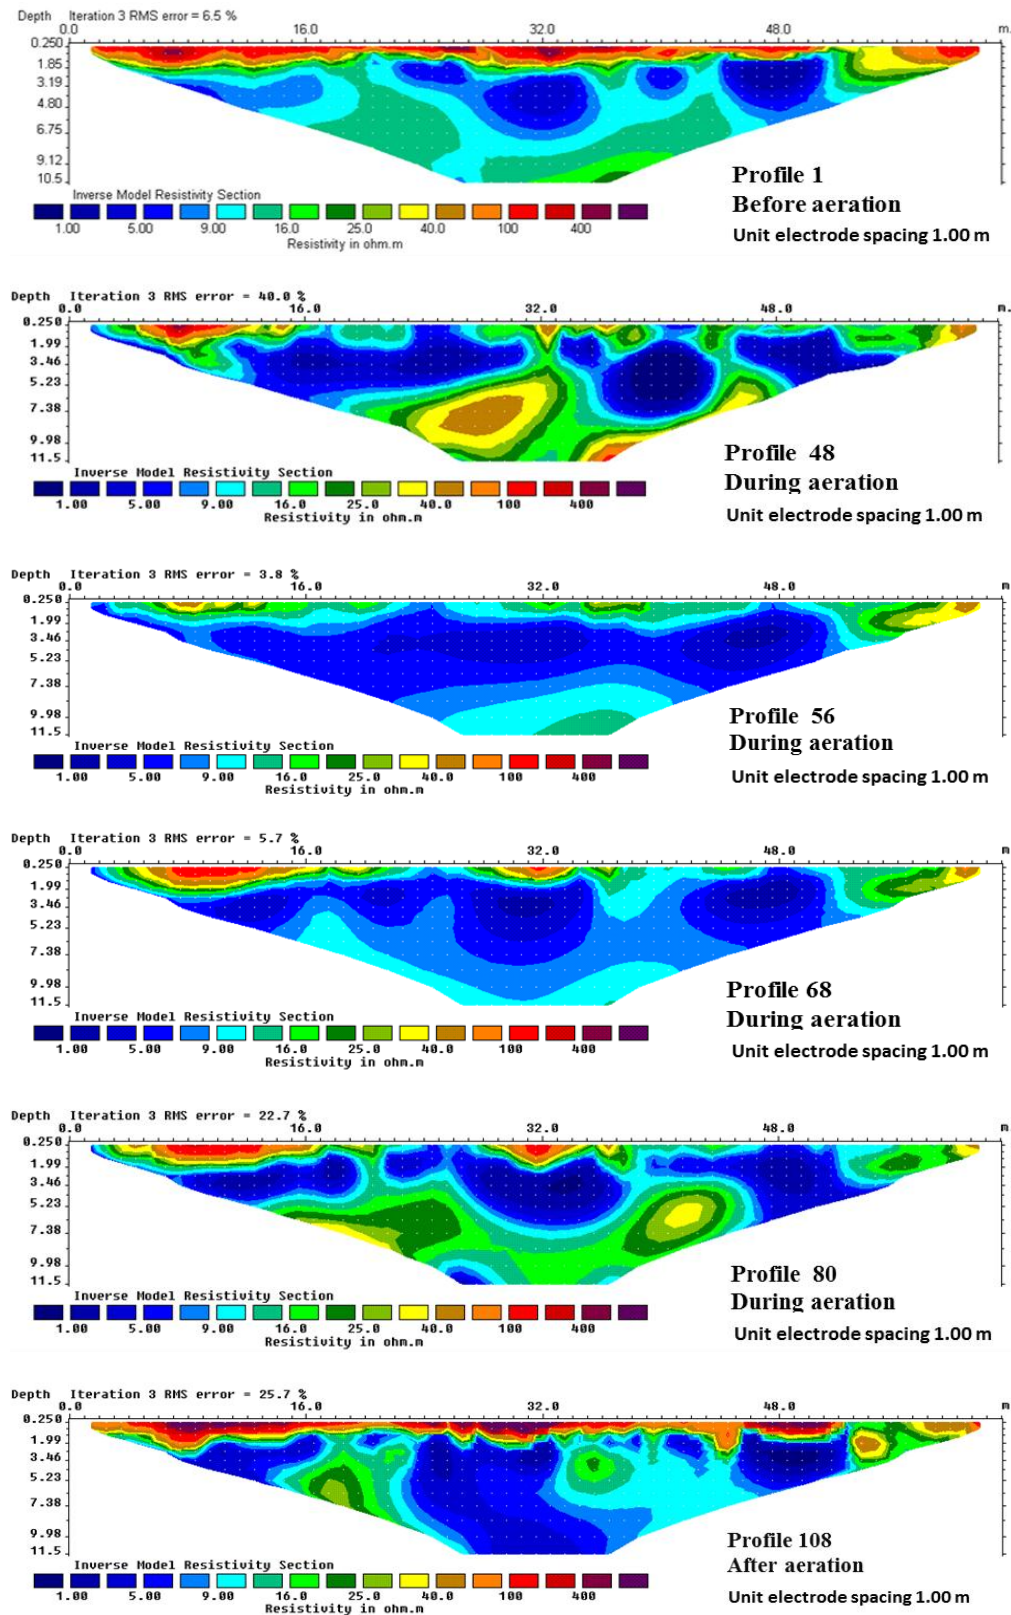 Depth Iteration 3 RMS error = 6.5 %
0.0 16.0 32.0 48.0 m.
0.250
1.85
3.19
4.80
6.75
9.12
10.5
Profile 1
Before aeration
Unit electrode spacing 1.00 m
Inverse Model Resistivity Section
1.00 5.00 9.00 16.0 25.0 40.0 100 400
Resistivity in ohm.m
Depth Iteration 3 RMS error = 40.0 %
0.0 16.0 32.0 48.0 m.
0.250
1.99
3.46
5.23
7.38
9.98
11.5
Profile 48
During aeration
Unit electrode spacing 1.00 m
Inverse Model Resistivity Section
1.00 5.00 9.00 16.0 25.0 40.0 100 400
Resistivity in ohm.m
Depth Iteration 3 RMS error = 3.8 %
0.0 16.0 32.0 48.0 m
0.250
1.99
3.46
5.23
7.38
9.98
11.5
Profile 56
During aeration
Unit electrode spacing 1.00 m
Inverse Model Resistivity Section
1.00 5.00 9.00 16.0 25.0 40.0 100 400
Resistivity in ohm.m
Depth Iteration 3 RMS error = 5.7 %
0.0 16.0 32.0 48.0 m
0.250
1.99
3.46
5.23
7.38
9.98
11.5
Profile 68
During aeration
Unit electrode spacing 1.00 m
Inverse Model Resistivity Section
1.00 5.00 9.00 16.0 25.0 40.0 100 400
Resistivity in ohm.m
Depth Iteration 3 RMS error = 22.7 %
0.0 16.0 32.0 48.0 m
0.250
1.99
3.46
5.23
7.38
9.98
11.5
Profile 80
During aeration
Unit electrode spacing 1.00 m
Inverse Model Resistivity Section
1.00 5.00 9.00 16.0 25.0 40.0 100 400
Resistivity in ohm.m
Depth Iteration 3 RMS error = 25.7 %
0.0 16.0 32.0 48.0 m
0.250
1.99
3.46
5.23
7.38
9.98
11.5
Profile 108
After aeration
Unit electrode spacing 1.00 m
Inverse Model Resistivity Section
1.00 5.00 9.00 16.0 25.0 40.0 100 400
Resistivity in ohm.m